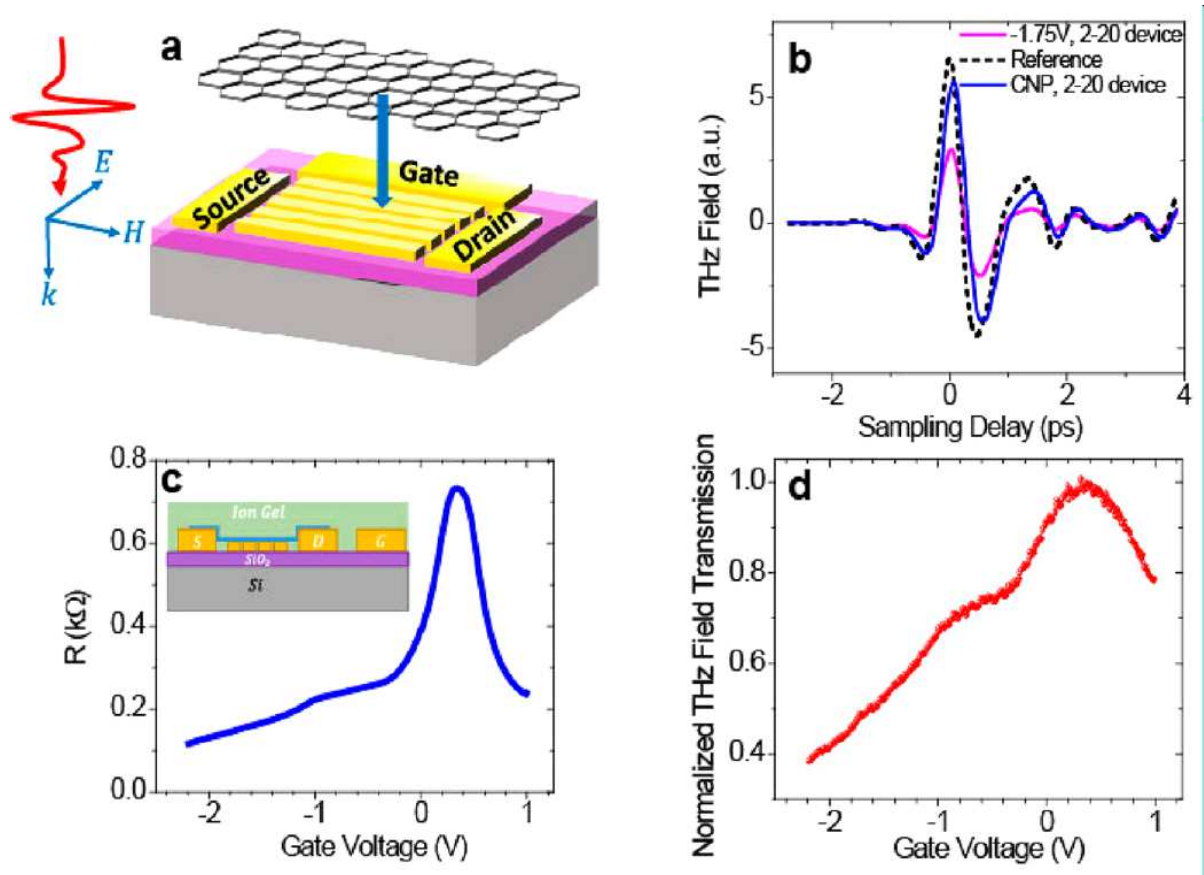 a
E
H
k
Source
Gate
Drain
b
-1.75V, 2-20 device
Reference
CNP, 2-20 device
THz Field (a.u.)
5
0
-5
-2
0
2
4
Sampling Delay (ps)
c
Ion Gel
S
D
G
SiO₂
Si
R (kΩ)
0.8
0.6
0.4
0.2
0.0
-2
-1
0
1
Gate Voltage (V)
d
Normalized THz Field Transmission
1.0
0.8
0.6
0.4
-2
-1
0
1
Gate Voltage (V)